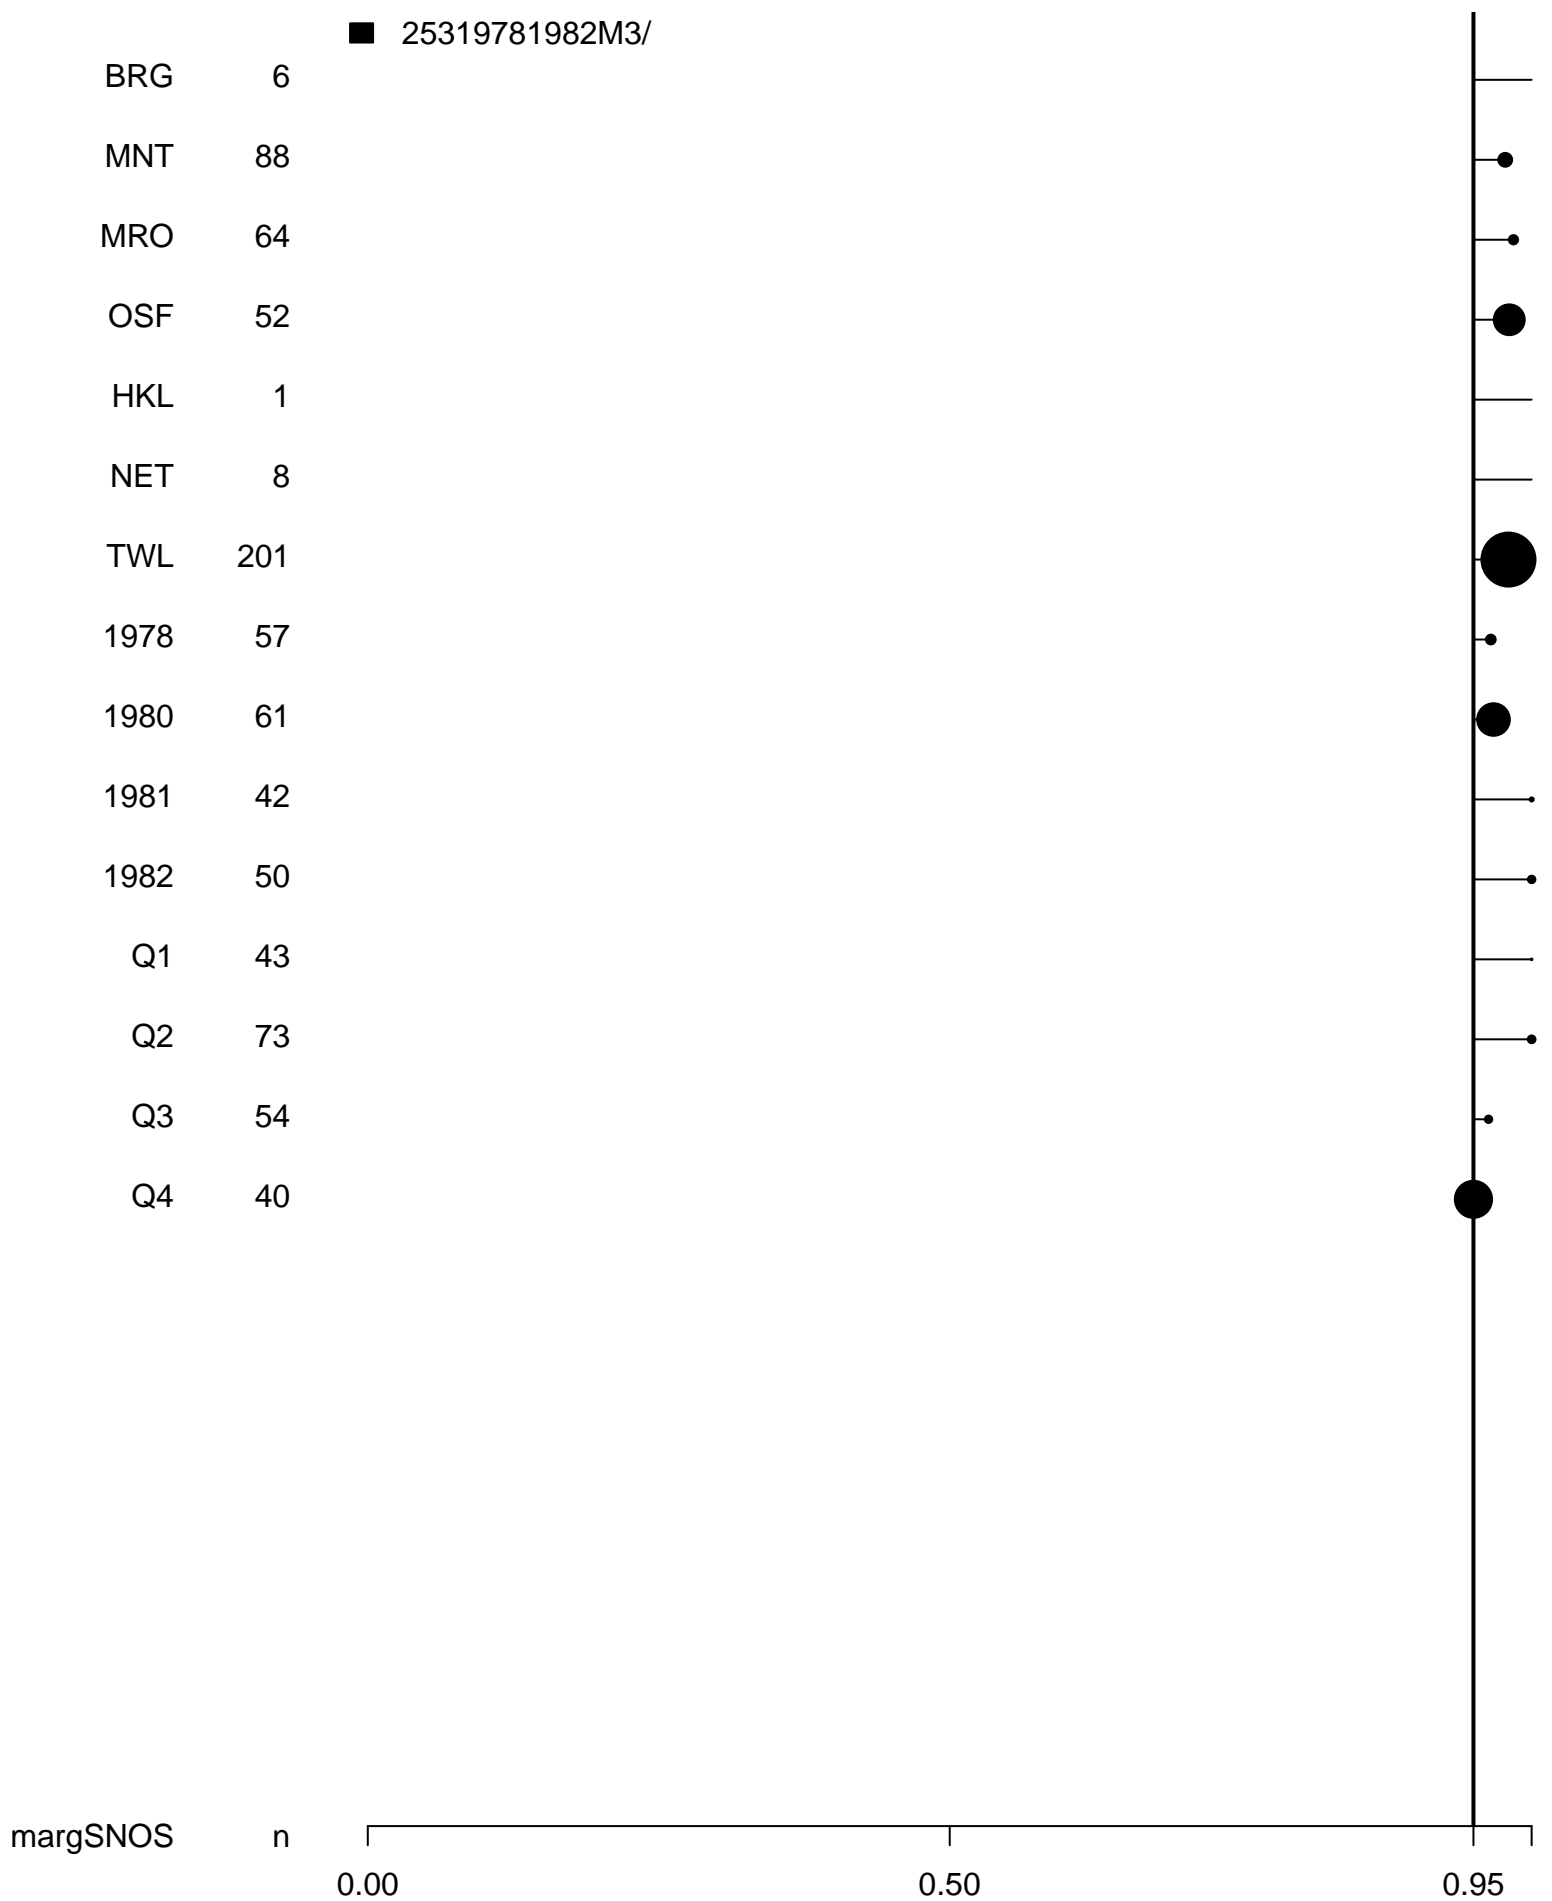 25319781982M3/
BRG 6
MNT 88
MRO 64
OSF 52
HKL 1
NET 8
TWL 201
1978 57
1980 61
1981 42
1982 50
Q1 43
Q2 73
Q3 54
Q4 40
margSNOS n
0.00 0.50 0.95